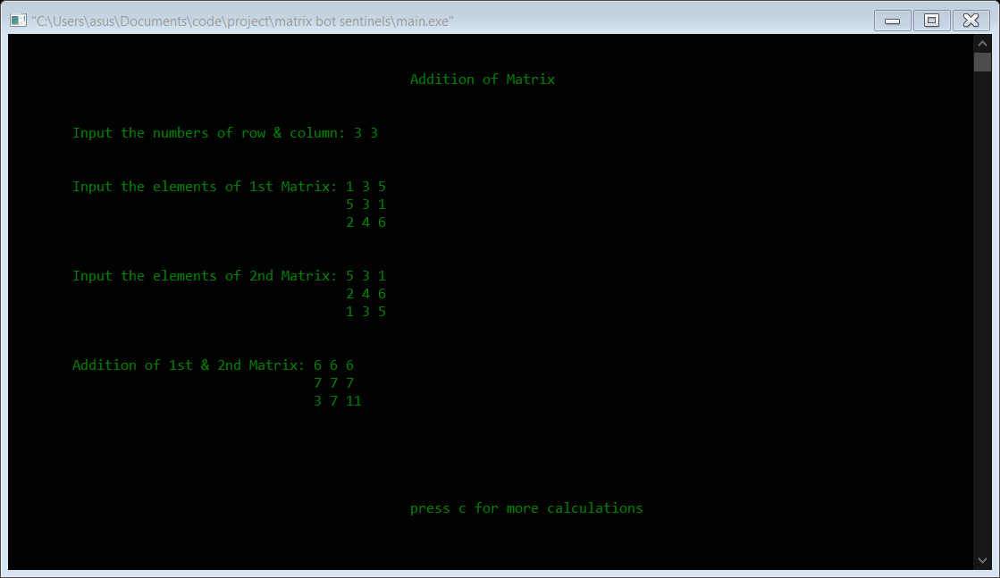 "C:\Users\asus\Documents\code\project\matrix bot sentinels\main.exe"
Addition of Matrix
Input the numbers of row & column: 3 3
Input the elements of 1st Matrix: 1 3 5
5 3 1
2 4 6
Input the elements of 2nd Matrix: 5 3 1
2 4 6
1 3 5
Addition of 1st & 2nd Matrix: 6 6 6
7 7 7
3 7 11
press c for more calculations